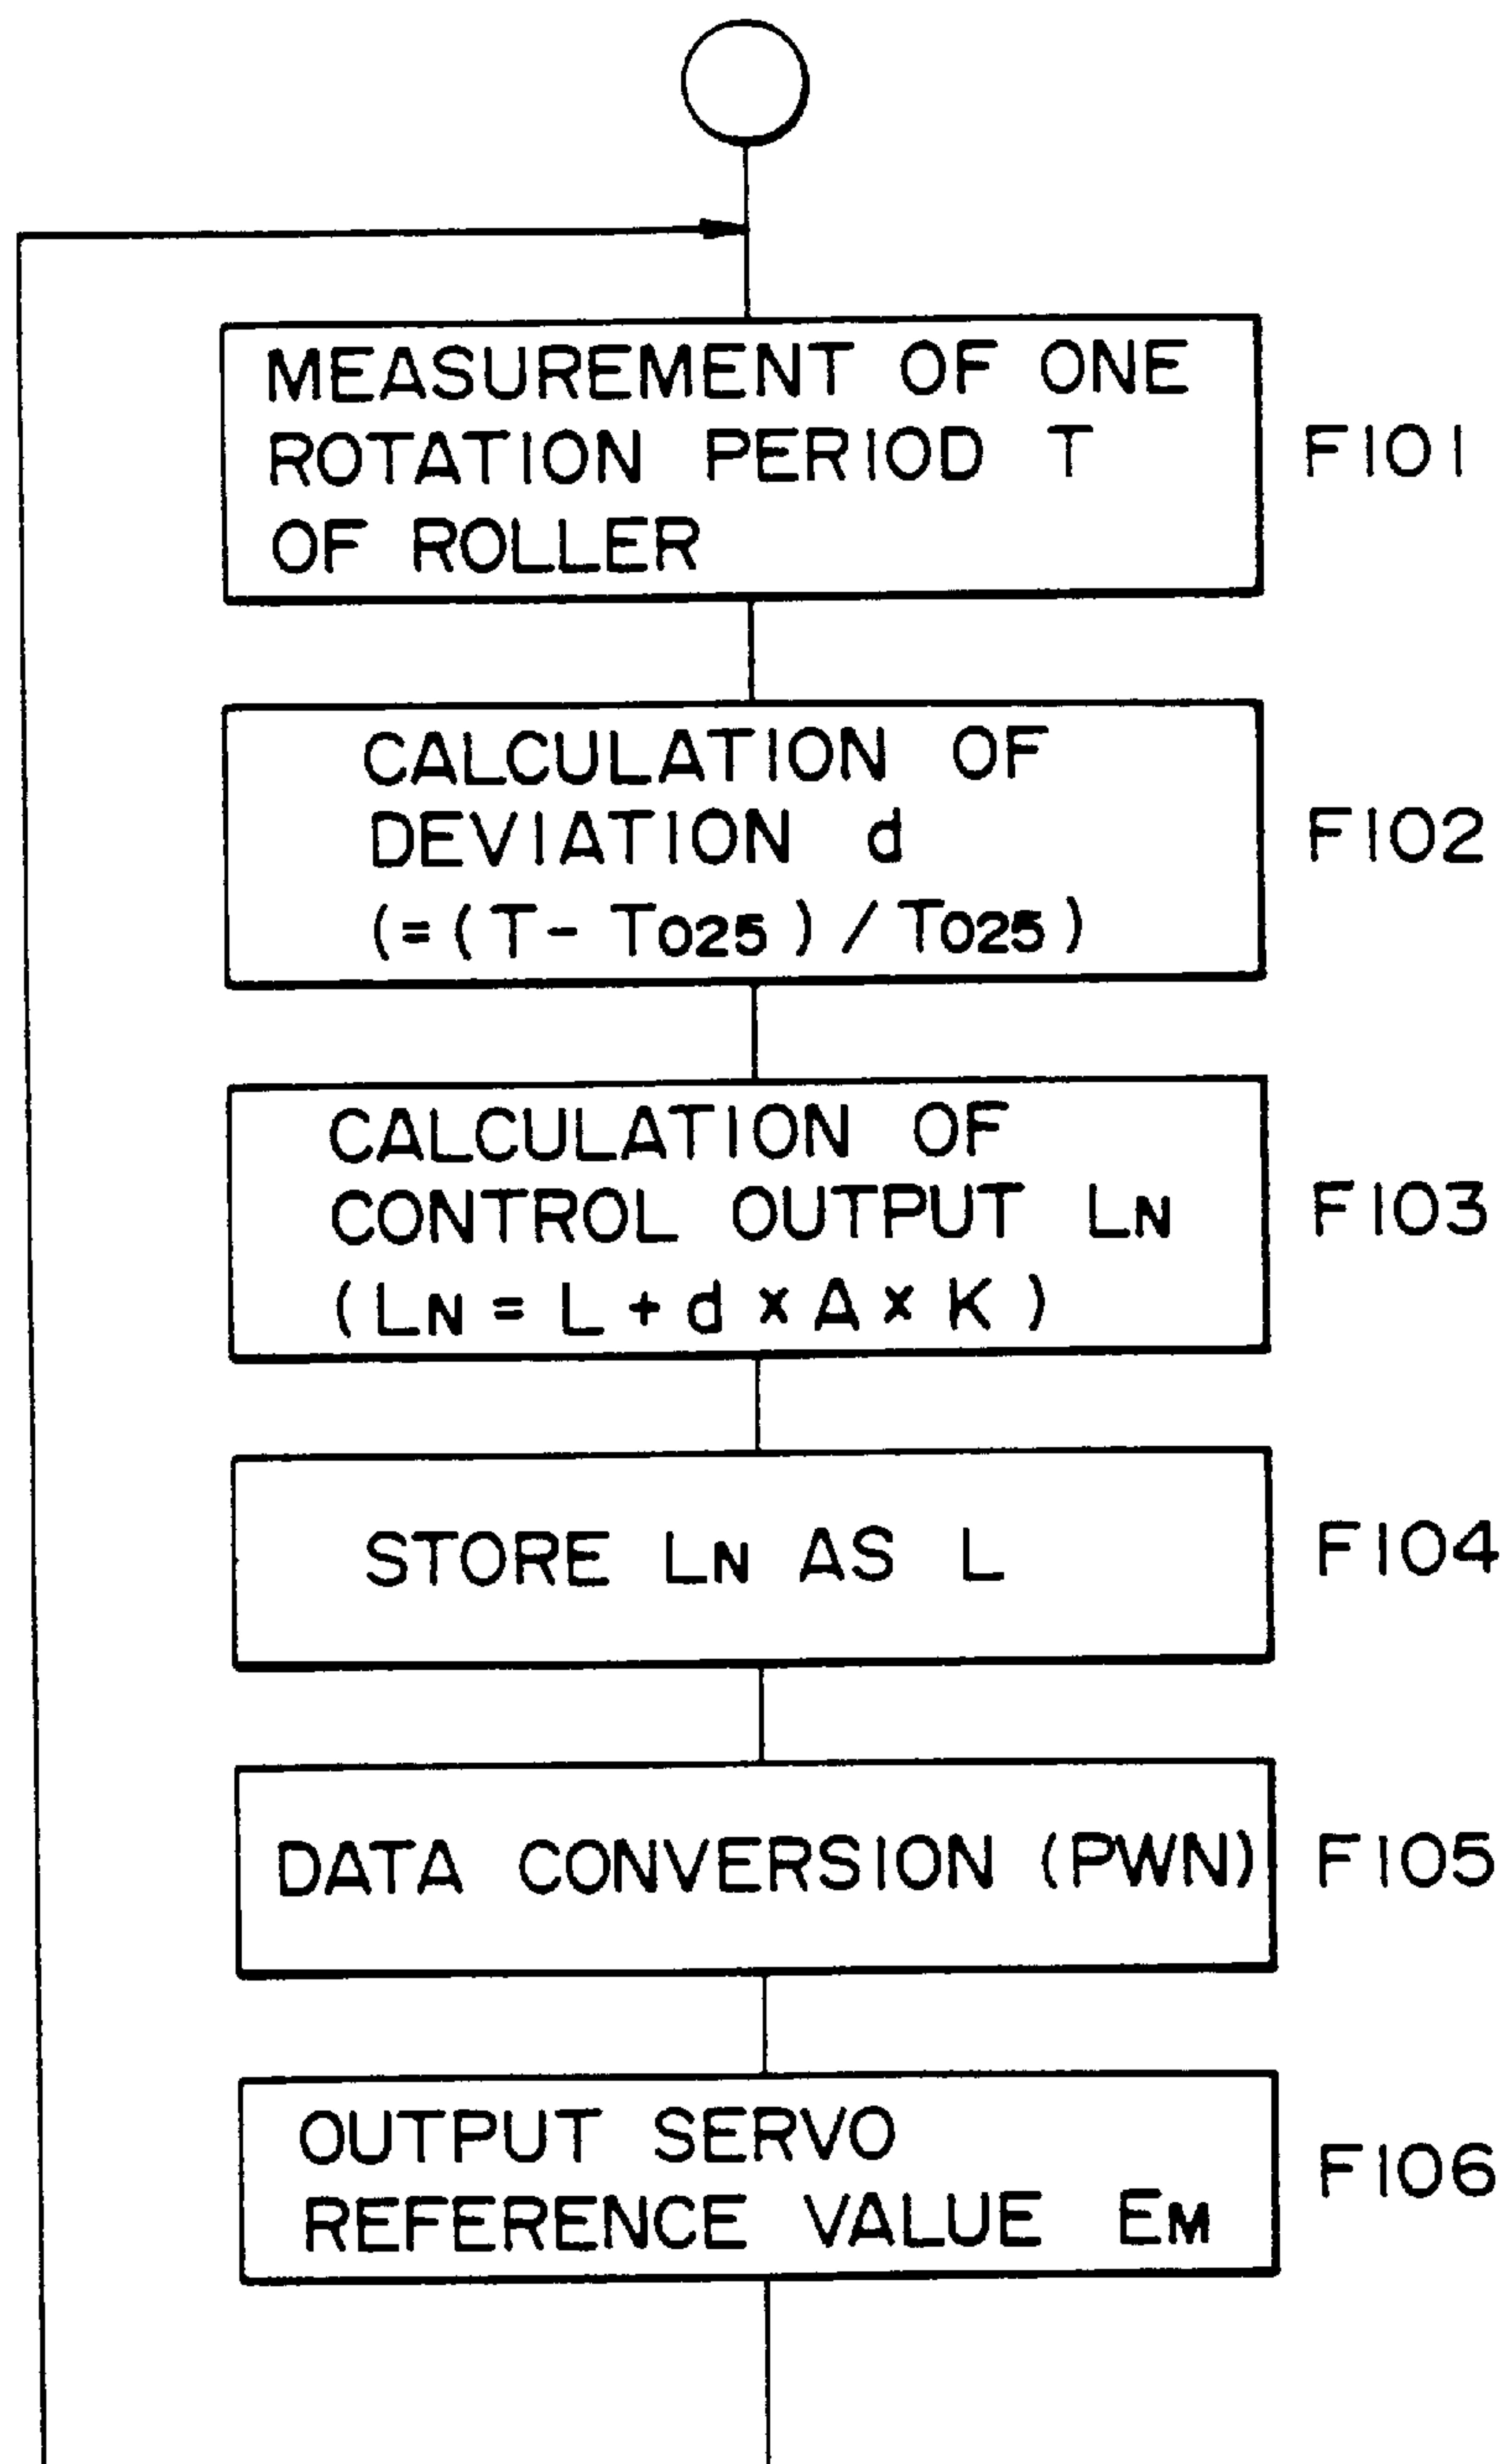 MEASUREMENT OF ONE
ROTATION PERIOD T
OF ROLLER
F101
CALCULATION OF
DEVIATION d
(=(T- T025)/T025)
F102
CALCULATION OF
CONTROL OUTPUT LN
(LN = L + d × A × K)
F103
STORE LN AS L
F104
DATA CONVERSION (PWN)
F105
OUTPUT SERVO
REFERENCE VALUE EM
F106